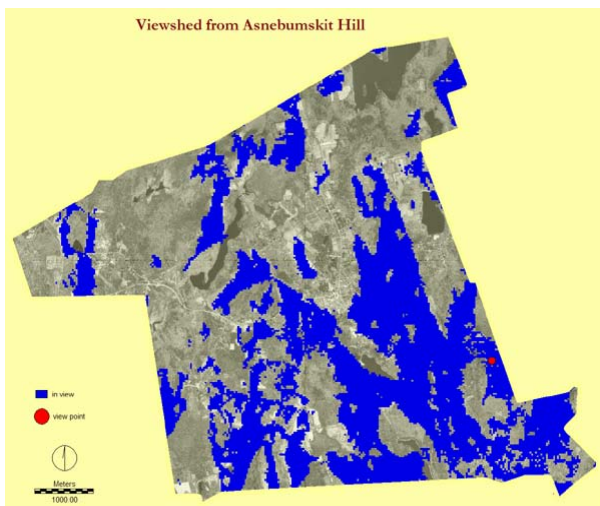 Viewshed from Asnebumskit Hill
in view
view point
Meters
1000 00